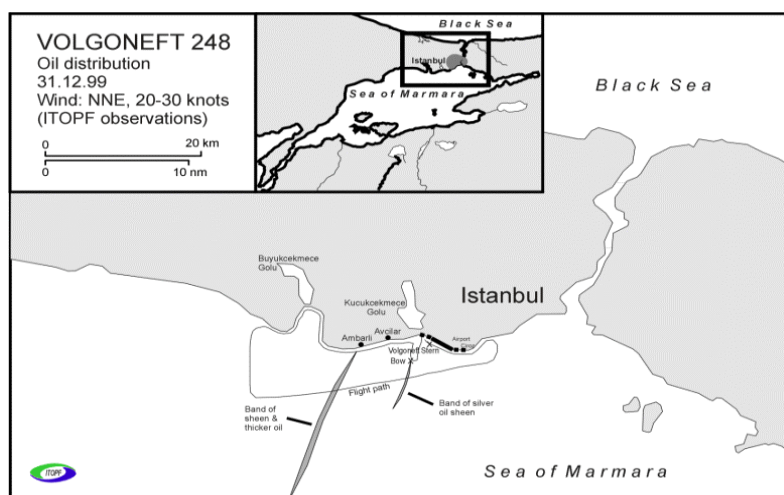 VOLGONEFT 248
Oil distribution
31.12.99
Wind: NNE, 20-30 knots
(ITOPF observations)
0 20 km
0 10 nm
Black Sea
Istanbul
Sea of Marmara
Black Sea
Buyukcekmece
Golu
Kucukcekmece
Golu
Istanbul
Ambarli
Avcilar
Airport
Volgoneft Stern
Bow X
X
Flight path
Band of
sheen &
thicker oil
Band of silver
oil sheen
ITOPF
Sea of Marmara